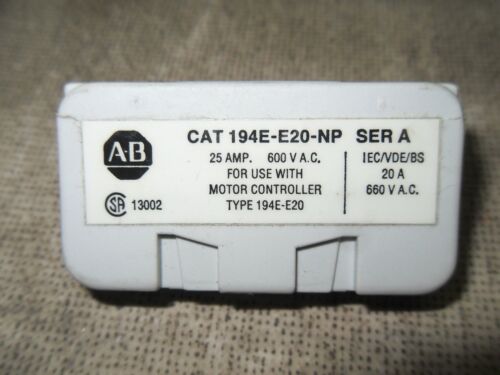 AB
CAT 194E-E20-NP SER A
25 AMP. 600 V A.C.
FOR USE WITH
MOTOR CONTROLLER
TYPE 194E-E20
IEC/VDE/BS
20 A
660 V A.C.
SA 13002